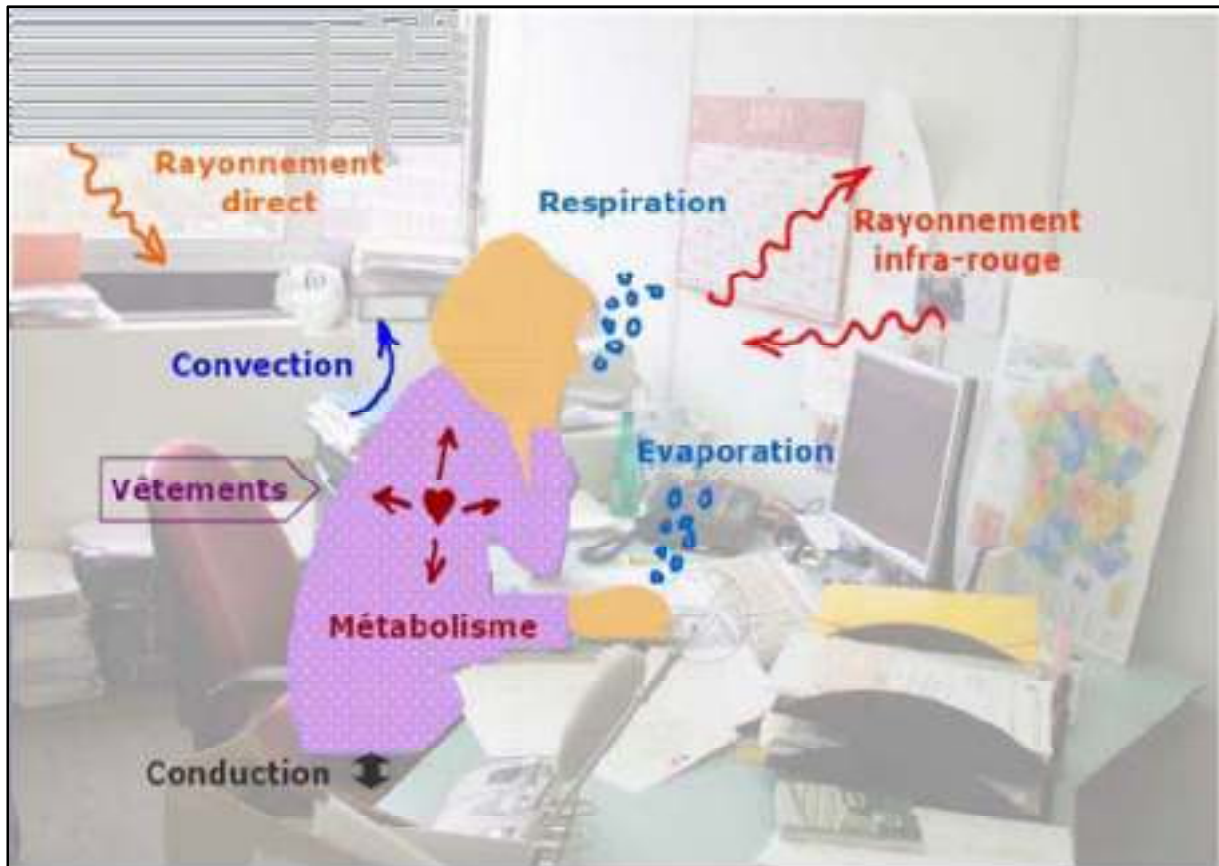 Rayonnement
direct
Respiration
Rayonnement
infra-rouge
Convection
Evaporation
Vêtements
Métabolisme
Conduction